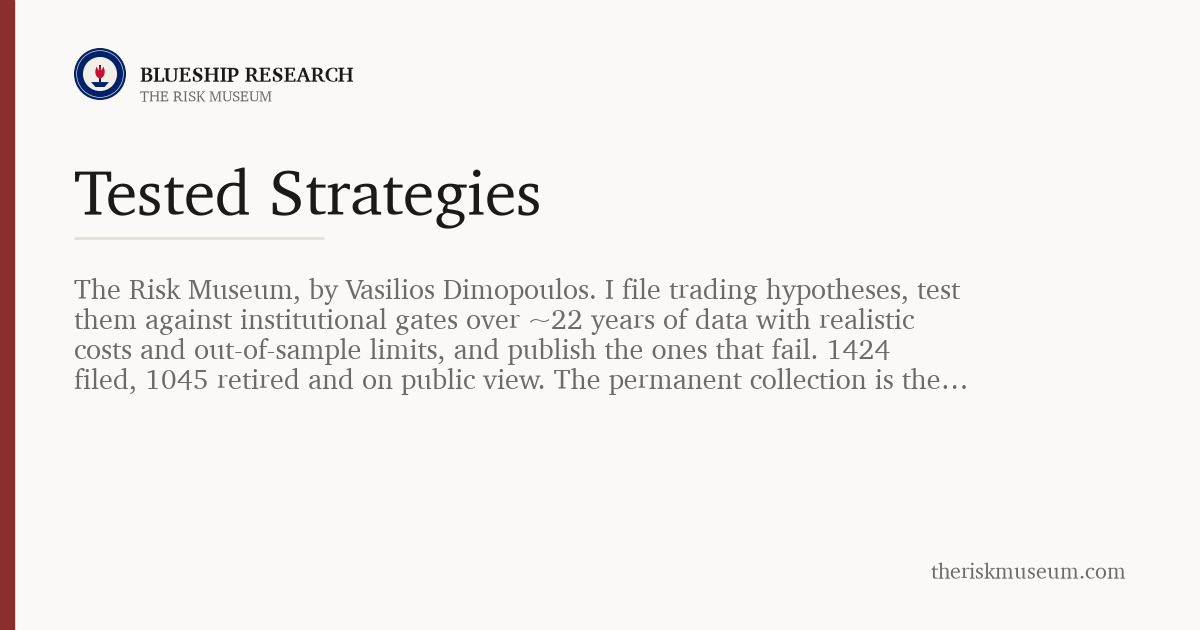 BLUESHIP RESEARCH
THE RISK MUSEUM
Tested Strategies
The Risk Museum, by Vasilios Dimopoulos. I file trading hypotheses, test
them against institutional gates over ~22 years of data with realistic
costs and out-of-sample limits, and publish the ones that fail. 1424
filed, 1045 retired and on public view. The permanent collection is the…
theriskmuseum.com